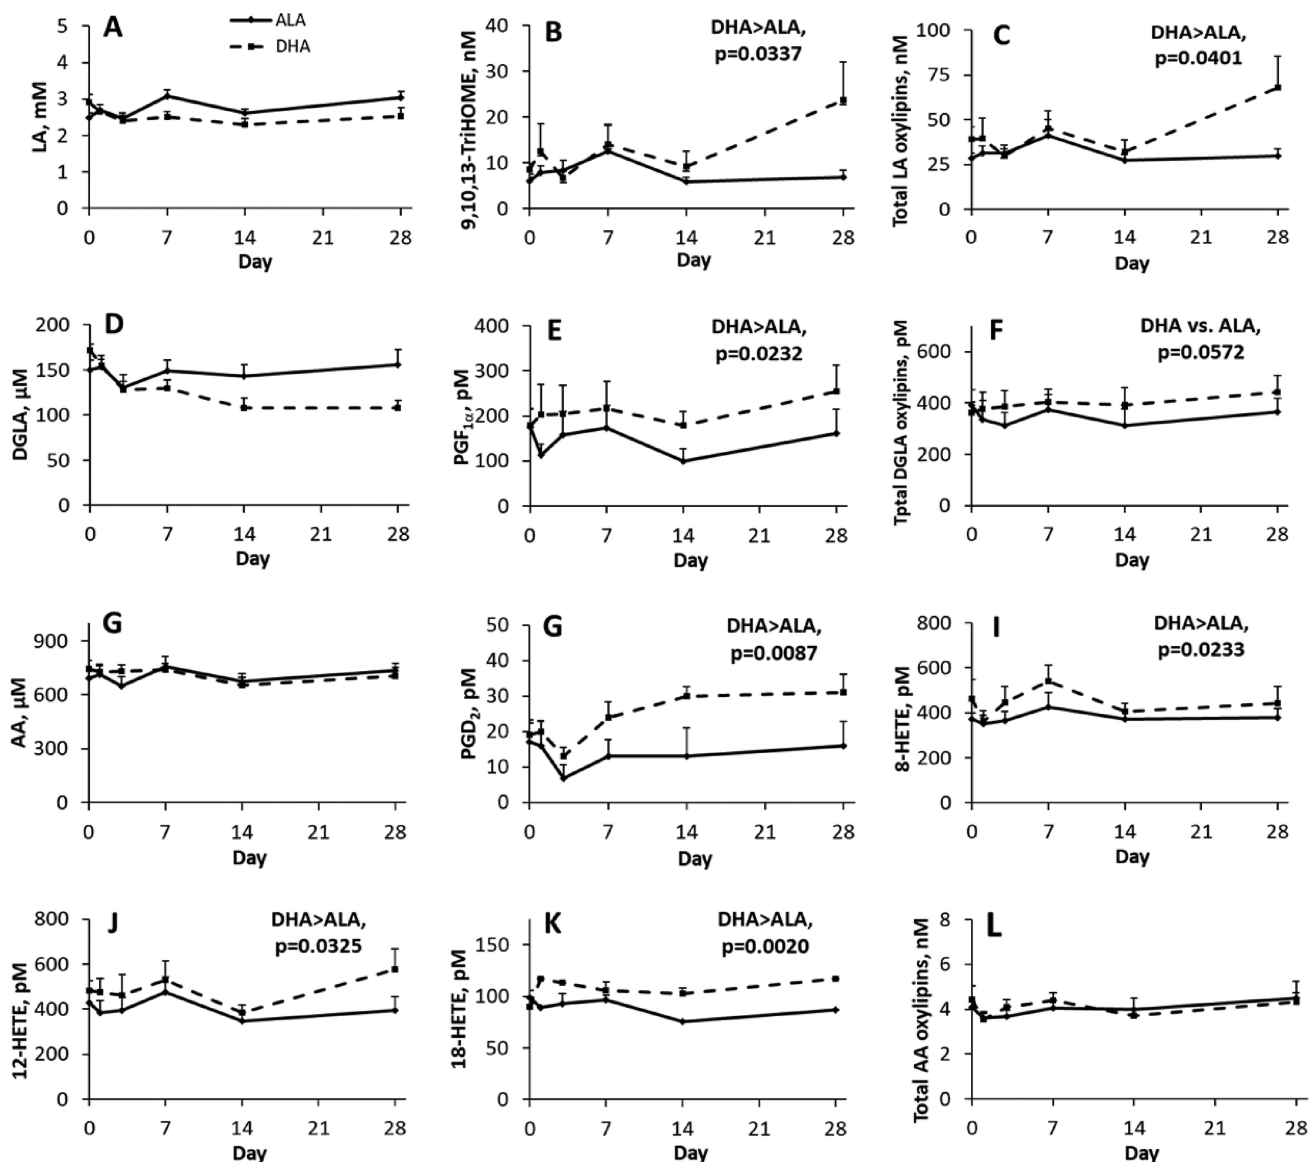 A
ALA
DHA
LA, mM
5
4
3
2
1
0
0 7 14 21 28
Day
B
DHA>ALA,
p=0.0337
9,10,13-TriHOME, nM
40
30
20
10
0
0 7 14 21 28
Day
C
DHA>ALA,
p=0.0401
Total LA oxylipins, nM
100
75
50
25
0
0 7 14 21 28
Day
D
DGLA, µM
200
150
100
50
0
0 7 14 21 28
Day
E
DHA>ALA,
p=0.0232
PGF1α, pM
400
300
200
100
0
0 7 14 21 28
Day
F
DHA vs. ALA,
p=0.0572
Tptal DGLA oxylipins, pM
600
400
200
0
0 7 14 21 28
Day
G
AA, µM
900
600
300
0
0 7 14 21 28
Day
G
DHA>ALA,
p=0.0087
PGD2, pM
50
40
30
20
10
0
0 7 14 21 28
Day
I
DHA>ALA,
p=0.0233
8-HETE, pM
800
600
400
200
0
0 7 14 21 28
Day
J
DHA>ALA,
p=0.0325
12-HETE, pM
800
600
400
200
0
0 7 14 21 28
Day
K
DHA>ALA,
p=0.0020
18-HETE, pM
150
100
50
0
0 7 14 21 28
Day
L
Total AA oxylipins, nM
8
6
4
2
0
0 7 14 21 28
Day